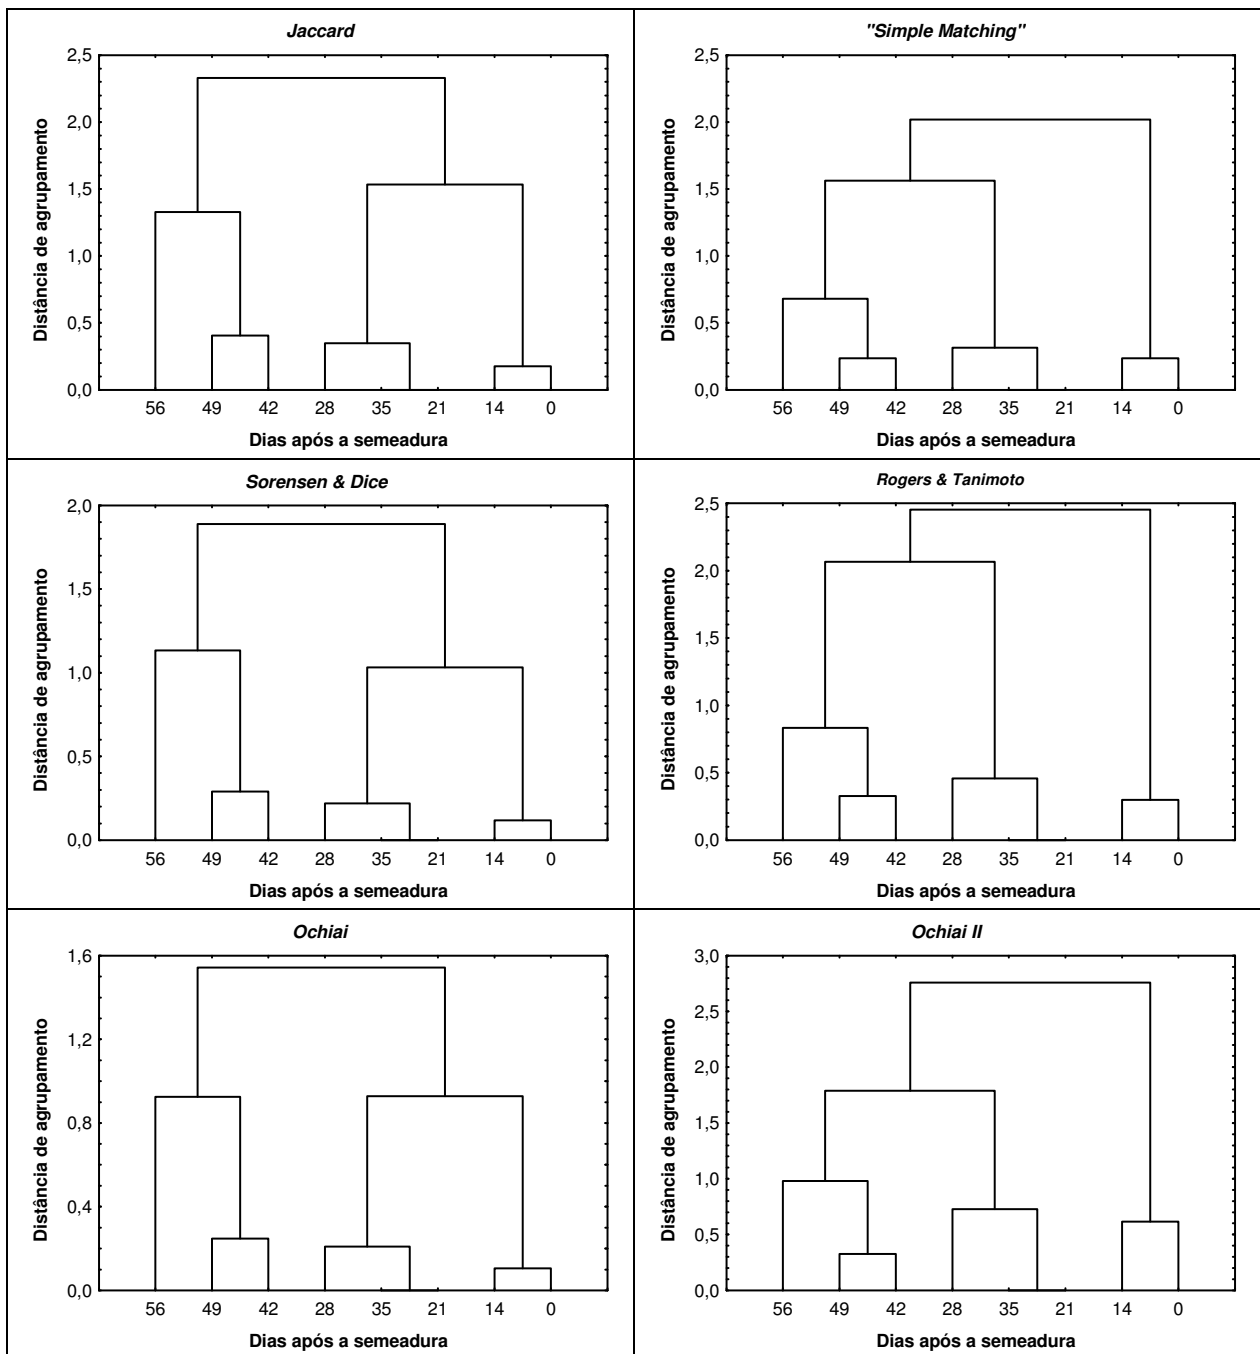 Jaccard
2,5
2,0
1,5
1,0
0,5
0,0
Distância de agrupamento
56 49 42 28 35 21 14 0
Dias após a semeadura
"Simple Matching"
2,5
2,0
1,5
1,0
0,5
0,0
Distância de agrupamento
56 49 42 28 35 21 14 0
Dias após a semeadura
Sorensen & Dice
2,0
1,5
1,0
0,5
0,0
Distância de agrupamento
56 49 42 28 35 21 14 0
Dias após a semeadura
Rogers & Tanimoto
2,5
2,0
1,5
1,0
0,5
0,0
Distância de agrupamento
56 49 42 28 35 21 14 0
Dias após a semeadura
Ochiai
1,6
1,2
0,8
0,4
0,0
Distância de agrupamento
56 49 42 28 35 21 14 0
Dias após a semeadura
Ochiai II
3,0
2,5
2,0
1,5
1,0
0,5
0,0
Distância de agrupamento
56 49 42 28 35 21 14 0
Dias após a semeadura